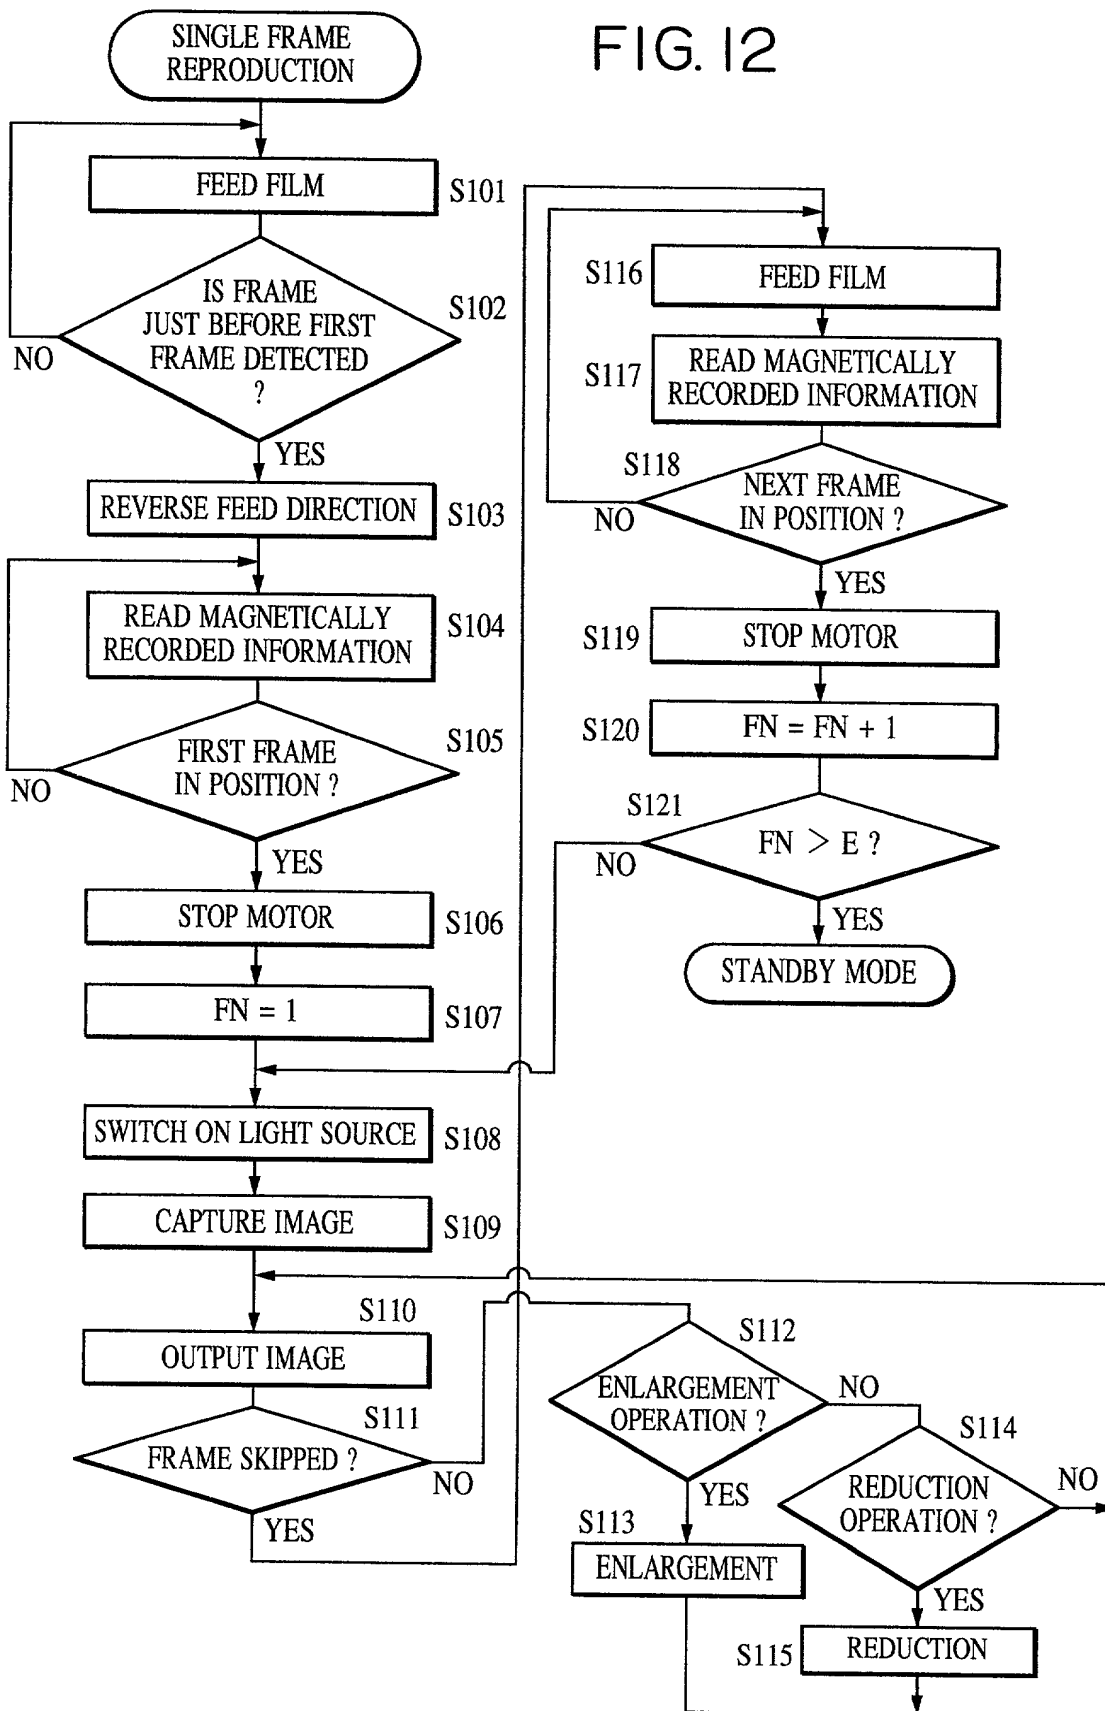 FIG. 12
SINGLE FRAME
REPRODUCTION
FEED FILM
S101
IS FRAME
JUST BEFORE FIRST
FRAME DETECTED
?
S102
NO
YES
REVERSE FEED DIRECTION
S103
READ MAGNETICALLY
RECORDED INFORMATION
S104
FIRST FRAME
IN POSITION ?
S105
NO
YES
STOP MOTOR
S106
FN = 1
S107
SWITCH ON LIGHT SOURCE
S108
CAPTURE IMAGE
S109
S110
OUTPUT IMAGE
S111
FRAME SKIPPED ?
NO
YES
S112
ENLARGEMENT
OPERATION ?
NO
YES
S113
ENLARGEMENT
S114
REDUCTION
OPERATION ?
NO
YES
S115
REDUCTION
S116
FEED FILM
S117
READ MAGNETICALLY
RECORDED INFORMATION
S118
NEXT FRAME
IN POSITION ?
NO
YES
S119
STOP MOTOR
S120
FN = FN + 1
S121
FN > E ?
NO
YES
STANDBY MODE